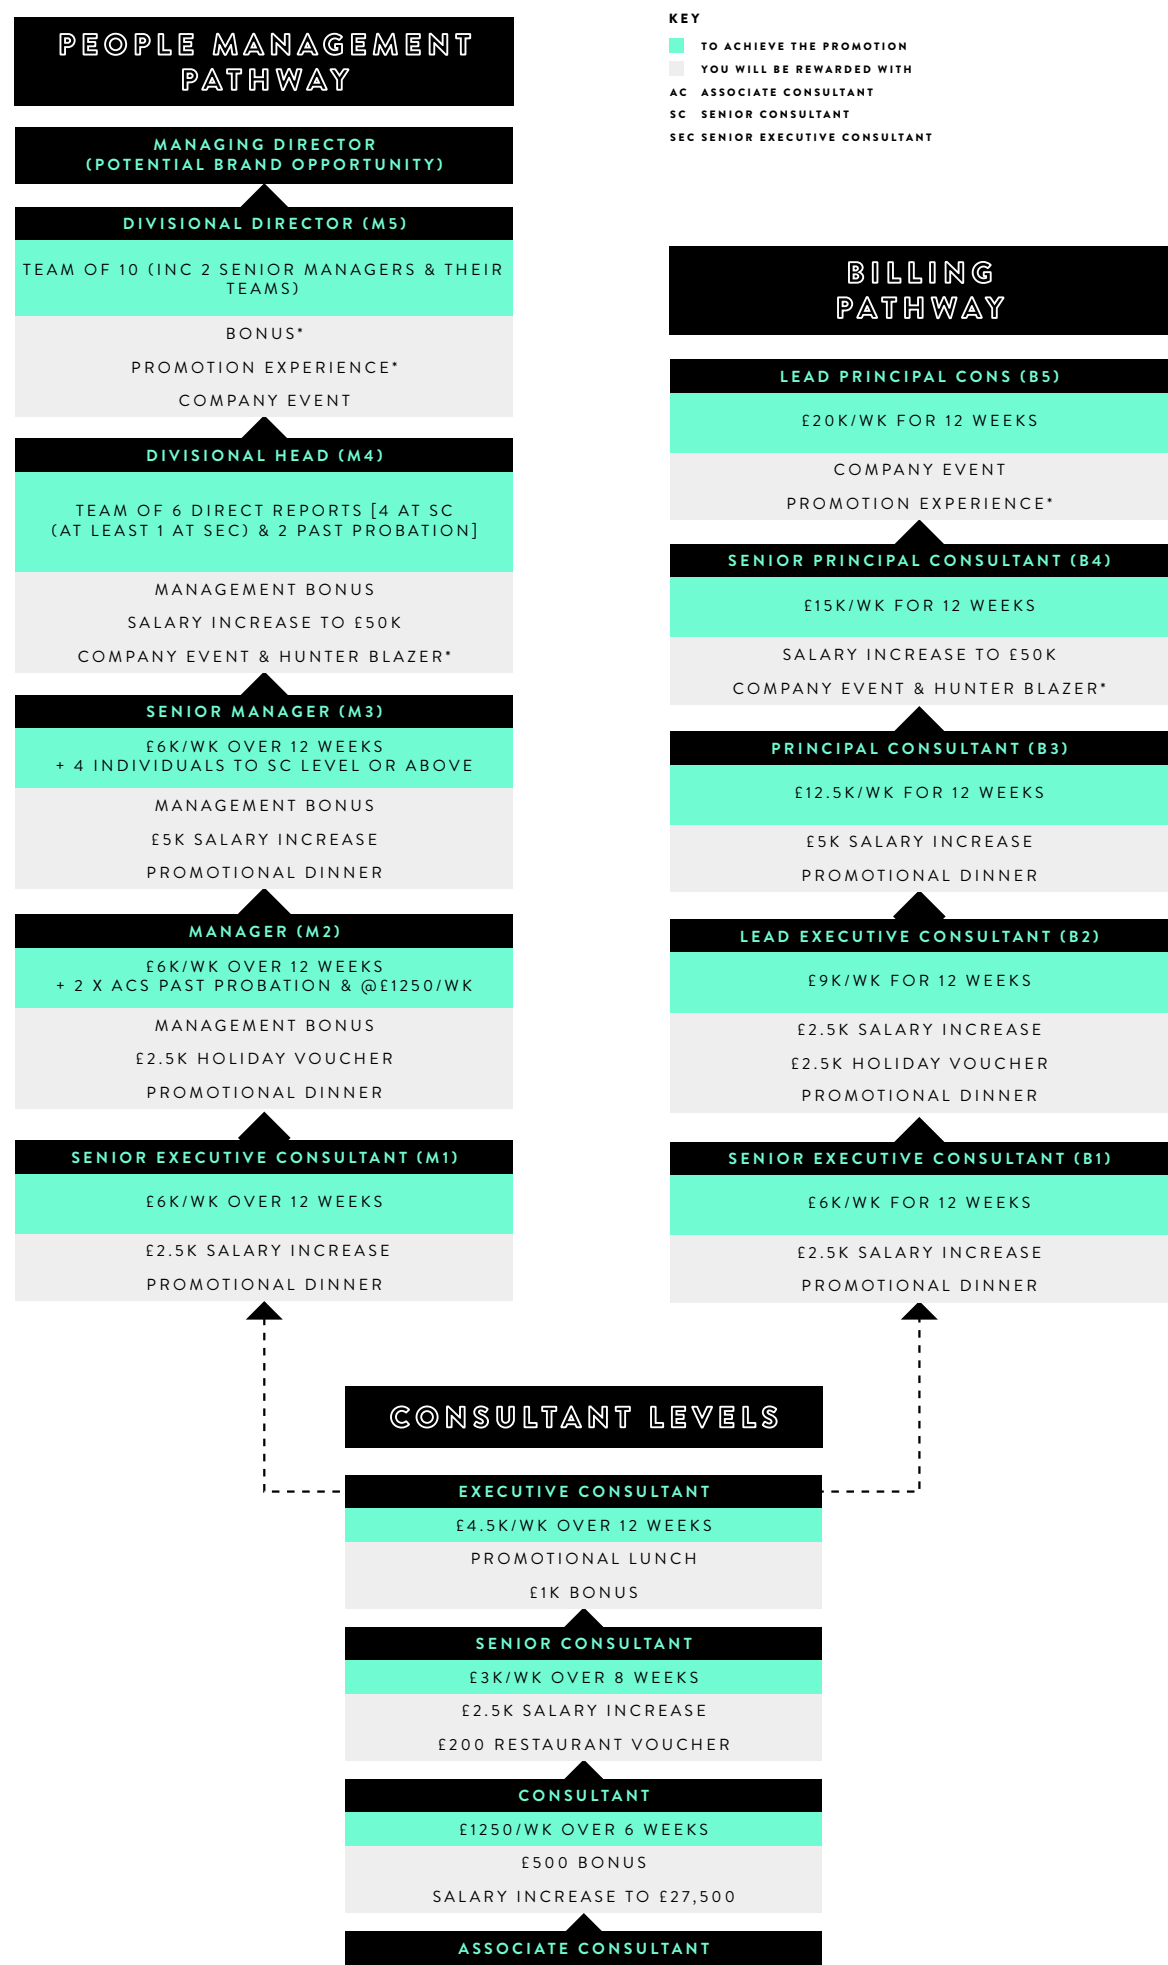 PEOPLE MANAGEMENT
PATHWAY
MANAGING DIRECTOR
(POTENTIAL BRAND OPPORTUNITY)
DIVISIONAL DIRECTOR (M5)
TEAM OF 10 (INC 2 SENIOR MANAGERS & THEIR
TEAMS)
BONUS*
PROMOTION EXPERIENCE*
COMPANY EVENT
DIVISIONAL HEAD (M4)
TEAM OF 6 DIRECT REPORTS [4 AT SC
(AT LEAST 1 AT SEC) & 2 PAST PROBATION]
MANAGEMENT BONUS
SALARY INCREASE TO £50K
COMPANY EVENT & HUNTER BLAZER*
SENIOR MANAGER (M3)
£6K/WK OVER 12 WEEKS
+ 4 INDIVIDUALS TO SC LEVEL OR ABOVE
MANAGEMENT BONUS
£5K SALARY INCREASE
PROMOTIONAL DINNER
MANAGER (M2)
£6K/WK OVER 12 WEEKS
+ 2 X ACS PAST PROBATION & @£1250/WK
MANAGEMENT BONUS
£2.5K HOLIDAY VOUCHER
PROMOTIONAL DINNER
SENIOR EXECUTIVE CONSULTANT (M1)
£6K/WK OVER 12 WEEKS
£2.5K SALARY INCREASE
PROMOTIONAL DINNER
KEY
TO ACHIEVE THE PROMOTION
YOU WILL BE REWARDED WITH
AC ASSOCIATE CONSULTANT
SC SENIOR CONSULTANT
SEC SENIOR EXECUTIVE CONSULTANT
BILLING
PATHWAY
LEAD PRINCIPAL CONS (B5)
£20K/WK FOR 12 WEEKS
COMPANY EVENT
PROMOTION EXPERIENCE*
SENIOR PRINCIPAL CONSULTANT (B4)
£15K/WK FOR 12 WEEKS
SALARY INCREASE TO £50K
COMPANY EVENT & HUNTER BLAZER*
PRINCIPAL CONSULTANT (B3)
£12.5K/WK FOR 12 WEEKS
£5K SALARY INCREASE
PROMOTIONAL DINNER
LEAD EXECUTIVE CONSULTANT (B2)
£9K/WK FOR 12 WEEKS
£2.5K SALARY INCREASE
£2.5K HOLIDAY VOUCHER
PROMOTIONAL DINNER
SENIOR EXECUTIVE CONSULTANT (B1)
£6K/WK FOR 12 WEEKS
£2.5K SALARY INCREASE
PROMOTIONAL DINNER
CONSULTANT LEVELS
EXECUTIVE CONSULTANT
£4.5K/WK OVER 12 WEEKS
PROMOTIONAL LUNCH
£1K BONUS
SENIOR CONSULTANT
£3K/WK OVER 8 WEEKS
£2.5K SALARY INCREASE
£200 RESTAURANT VOUCHER
CONSULTANT
£1250/WK OVER 6 WEEKS
£500 BONUS
SALARY INCREASE TO £27,500
ASSOCIATE CONSULTANT